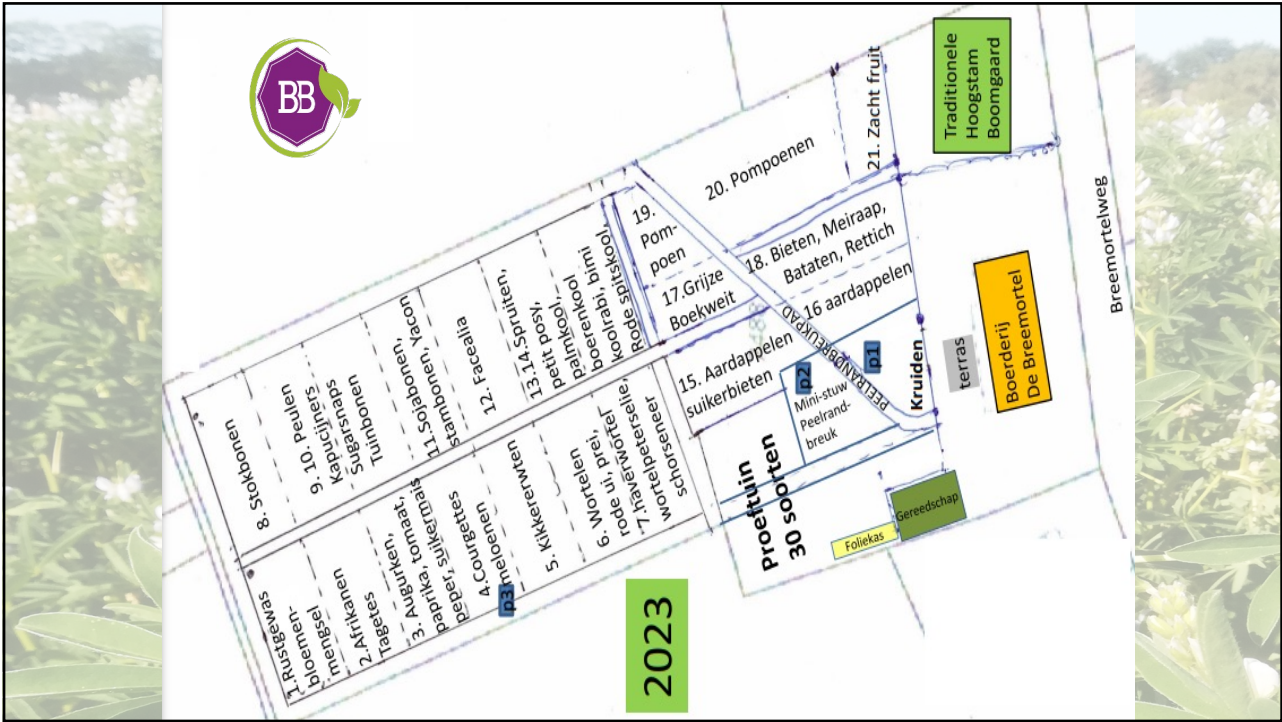 BB
8. Stokbonen
9. 10. Peulen
Kapucijners
Sugarsnaps
Tuinbonen
11.Sojabonen,
stambonen, Yacon
12. Facealia
13.14.Spruiten,
petit posy,
palmkool,
boerenkool
koolrabi bimi
Rode spitskool,
1.Rustgewas
bloemen-
mengsel
2.Afrikanen
Tagetes
3. Augurken,
paprika, tomaat,
peper, suikermais
4.Courgettes
meloenen
p3
5. Kikkererwten
6. Wortelen
rode ui, prei,
7. haverwortel
wortelpeterselie,
schorseneer
19.
Pom-
poen
17.Grijze
Boekweit
20. Pompoenen
21. Zacht fruit
18. Bieten, Meiraap,
Bataten, Rettich
16 aardappelen
15. Aardappelen
suikerbieten
PEELRANDBREUKPAD
p1
p2
Mini-stuw
Peelrand-
breuk
Kruiden
terras
Proeftuin
30 soorten
Foliekas
Gereedschap
Boerderij
De Breemortel
Traditionele
Hoogstam
Boomgaard
Breemortelweg
2023